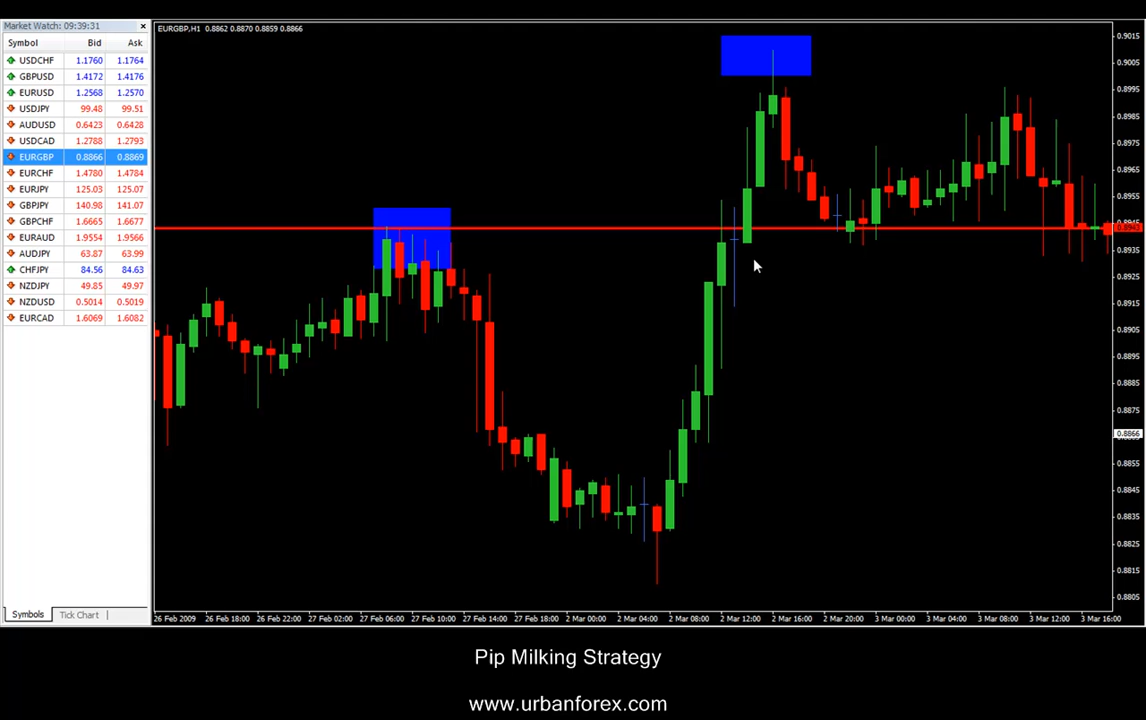 Market Watch: 09:39:31
Symbol Bid Ask
USDCHF 1.1760 1.1764
GBPUSD 1.4172 1.4176
EURUSD 1.2568 1.2570
USDJPY 99.48 99.51
AUDUSD 0.6423 0.6428
USDCAD 1.2788 1.2793
EURGBP 0.8866 0.8869
EURCHF 1.4780 1.4784
EURJPY 125.03 125.07
GBPJPY 140.98 141.07
GBPCHF 1.6665 1.6677
EURAUD 1.9554 1.9566
AUDJPY 63.87 63.99
CHFJPY 84.56 84.63
NZDJPY 49.85 49.97
NZDUSD 0.5014 0.5019
EURCAD 1.6069 1.6082
Symbols Tick Chart
EURGBP,H1 0.8862 0.8870 0.8859 0.8866
0.9015
0.9005
0.8995
0.8985
0.8975
0.8965
0.8955
0.8943
0.8935
0.8925
0.8915
0.8905
0.8895
0.8885
0.8875
0.8866
0.8855
0.8845
0.8835
0.8825
0.8815
0.8805
26 Feb 2009 26 Feb 18:00 26 Feb 22:00 27 Feb 02:00 27 Feb 06:00 27 Feb 10:00 27 Feb 14:00 27 Feb 18:00 2 Mar 00:00 2 Mar 04:00 2 Mar 08:00 2 Mar 12:00 2 Mar 16:00 2 Mar 20:00 3 Mar 00:00 3 Mar 04:00 3 Mar 08:00 3 Mar 12:00 3 Mar 16:00
Pip Milking Strategy
www.urbanforex.com